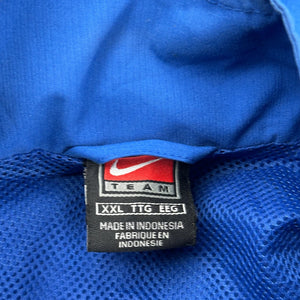 TEAM
XXL TTG EEG
MADE IN INDONESIA
FABRIQUE EN
INDONESIE